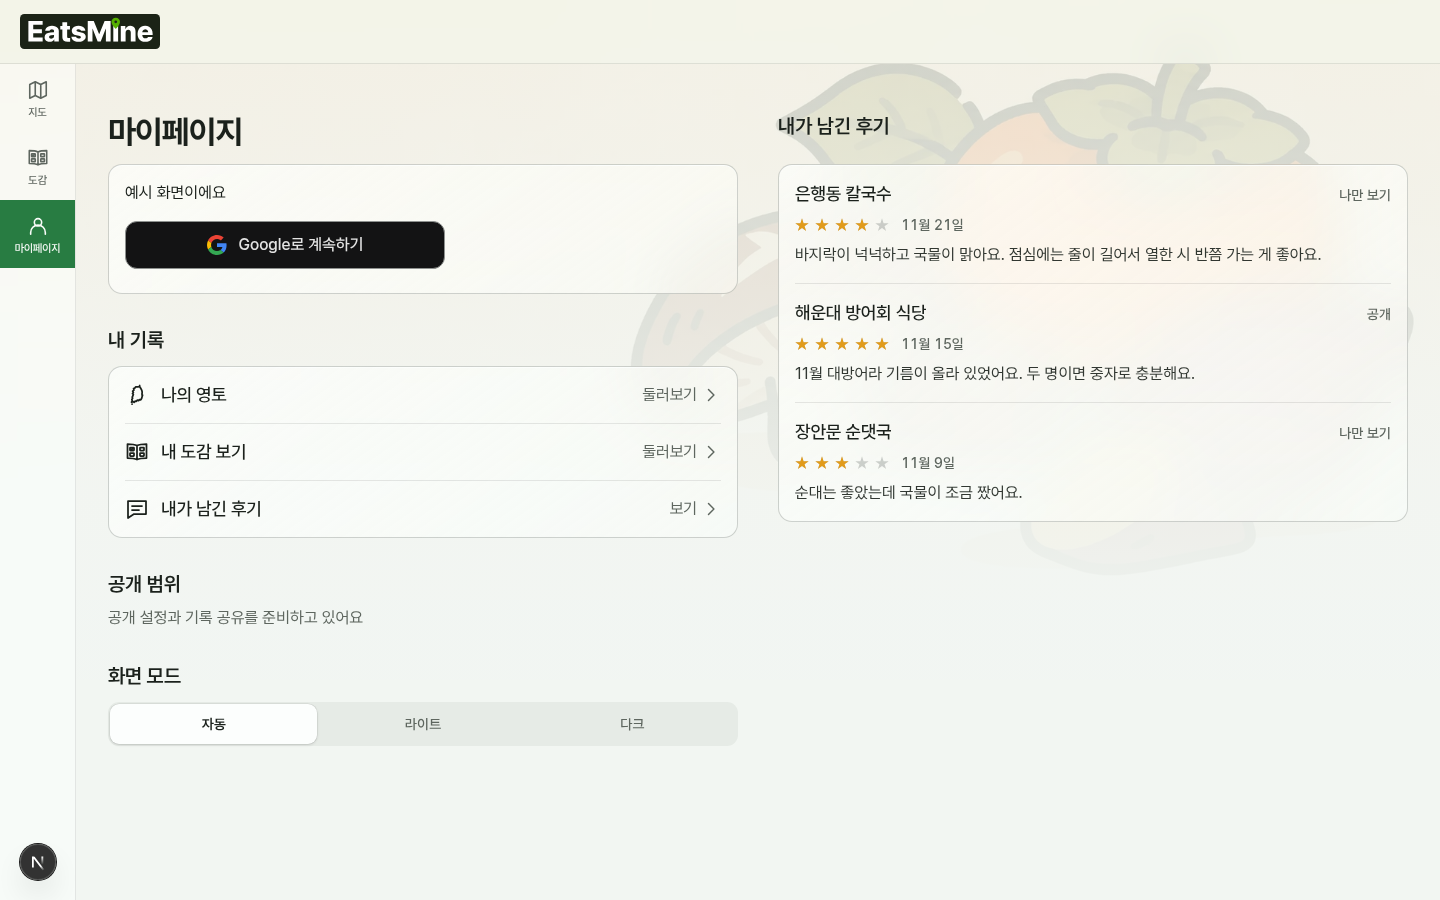 EatsMine
지도
도감
마이페이지
마이페이지
예시 화면이에요
Google로 계속하기
내 기록
나의 영토 둘러보기
내 도감 보기 둘러보기
내가 남긴 후기 보기
공개 범위
공개 설정과 기록 공유를 준비하고 있어요
화면 모드
자동 라이트 다크
내가 남긴 후기
은행동 칼국수 나만 보기
★★★★★ 11월 21일
바지락이 넉넉하고 국물이 맑아요. 점심에는 줄이 길어서 열한 시 반쯤 가는 게 좋아요.
해운대 방어회 식당 공개
★★★★★ 11월 15일
11월 대방어라 기름이 올라 있었어요. 두 명이면 중자로 충분해요.
장안문 순댓국 나만 보기
★★★★★ 11월 9일
순대는 좋았는데 국물이 조금 짰어요.
N